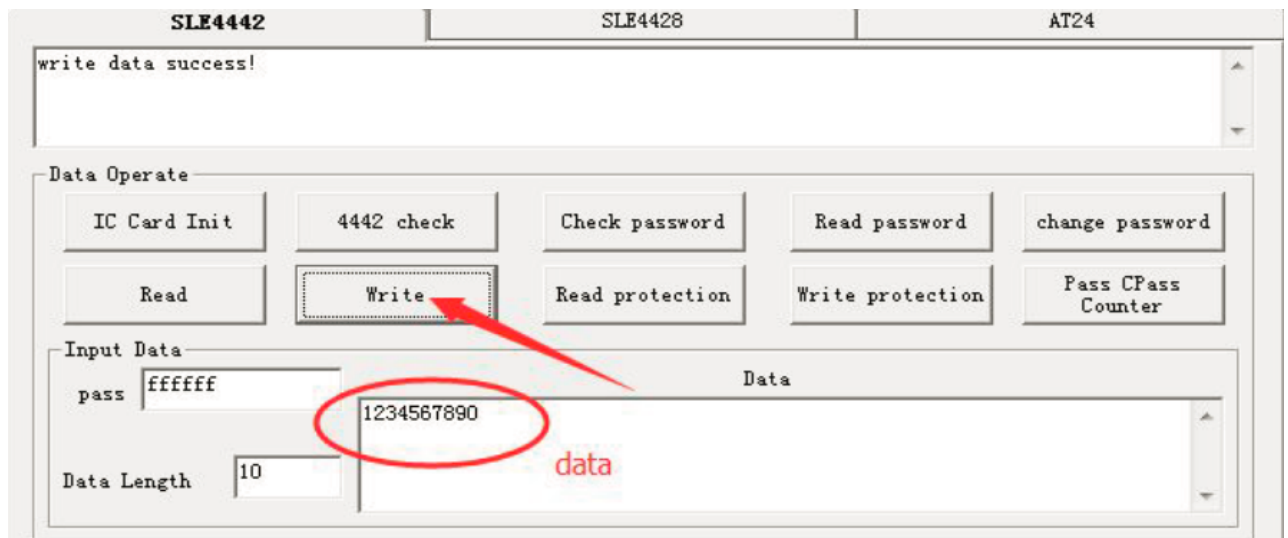 SLE4442 SLE4428 AT24
write data success!
Data Operate
IC Card Init 4442 check Check password Read password change password
Read Write Read protection Write protection Pass CPass
Counter
Input Data
pass ffffff Data
1234567890
data
Data Length 10